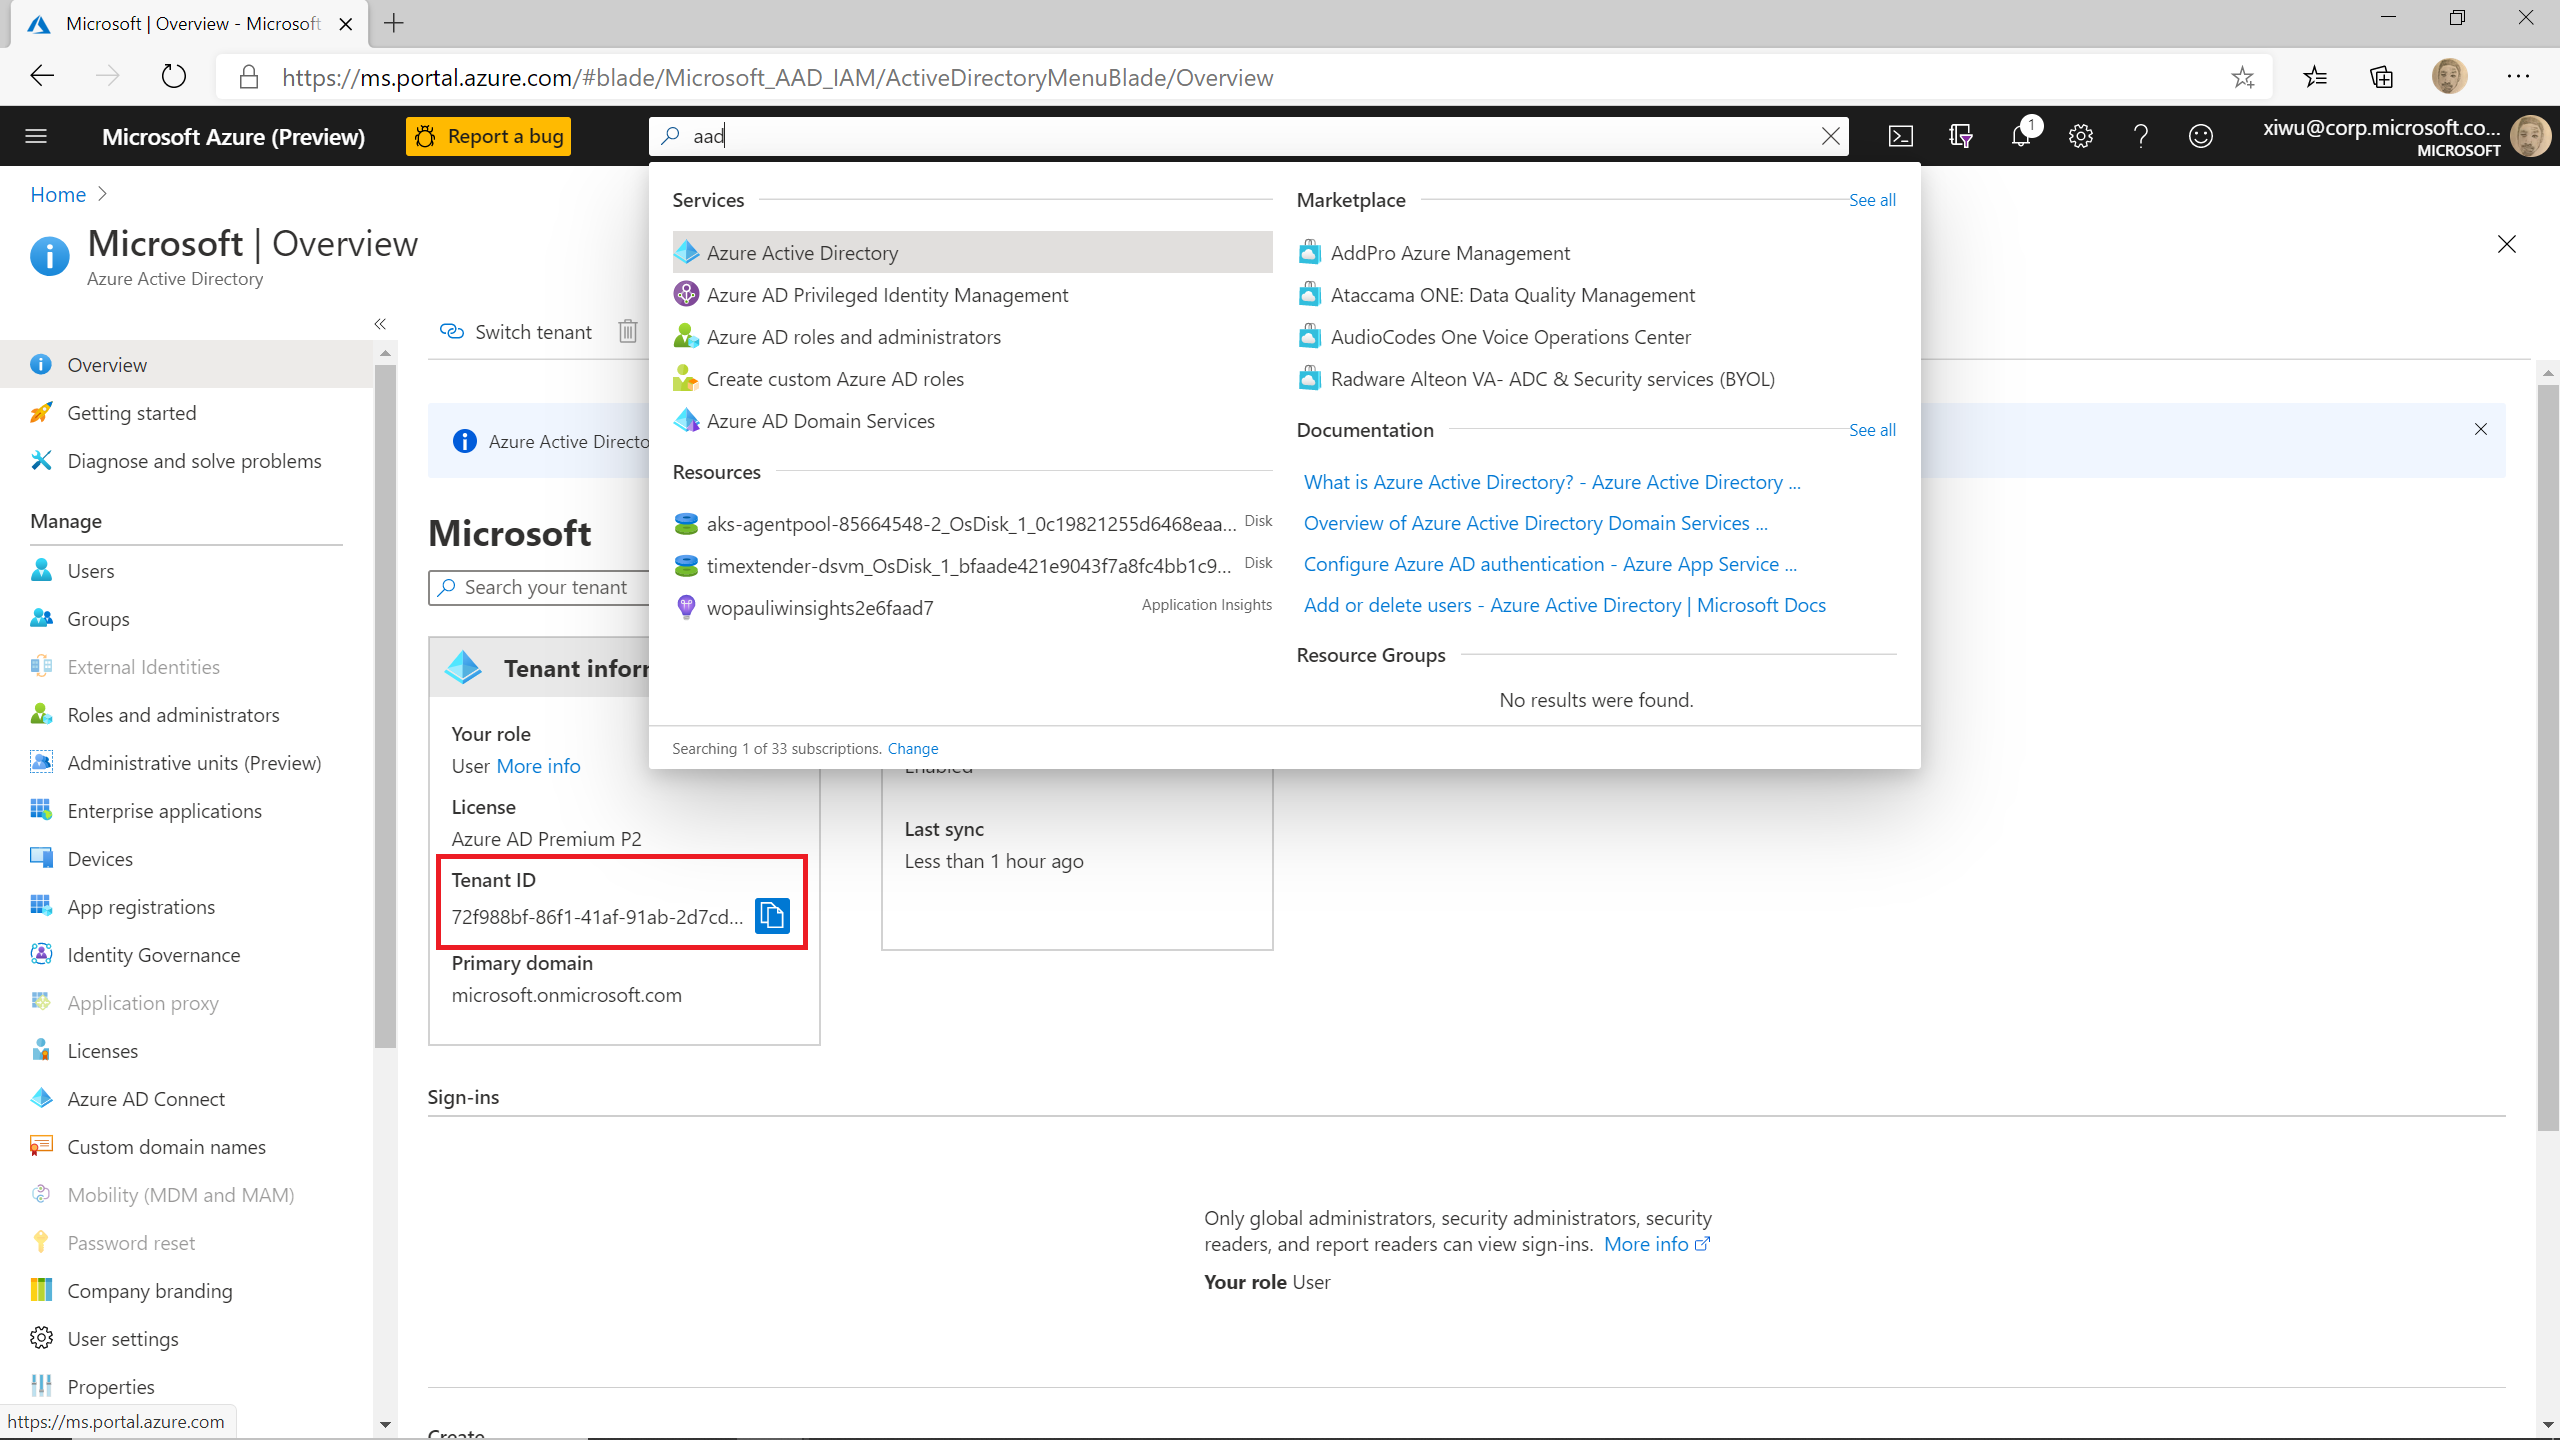 Microsoft | Overview - Microsoft
https://ms.portal.azure.com/#blade/Microsoft_AAD_IAM/ActiveDirectoryMenuBlade/Overview
Microsoft Azure (Preview)
Report a bug
aad
1
xiwu@corp.microsoft.co...
MICROSOFT
Home
Microsoft | Overview
Azure Active Directory
Overview
Getting started
Diagnose and solve problems
Manage
Users
Groups
External Identities
Roles and administrators
Administrative units (Preview)
Enterprise applications
Devices
App registrations
Identity Governance
Application proxy
Licenses
Azure AD Connect
Custom domain names
Mobility (MDM and MAM)
Password reset
Company branding
User settings
Properties
https://ms.portal.azure.com
Switch tenant
Azure Active Directo
Microsoft
Search your tenant
Tenant infor
Your role
User More info
License
Azure AD Premium P2
Tenant ID
72f988bf-86f1-41af-91ab-2d7cd...
Primary domain
microsoft.onmicrosoft.com
Enabled
Last sync
Less than 1 hour ago
Services
Azure Active Directory
Azure AD Privileged Identity Management
Azure AD roles and administrators
Create custom Azure AD roles
Azure AD Domain Services
Resources
aks-agentpool-85664548-2_OsDisk_1_0c19821255d6468eaa... Disk
timextender-dsvm_OsDisk_1_bfaade421e9043f7a8fc4bb1c9... Disk
wopauliwinsights2e6faad7 Application Insights
Marketplace See all
AddPro Azure Management
Ataccama ONE: Data Quality Management
AudioCodes One Voice Operations Center
Radware Alteon VA- ADC & Security services (BYOL)
Documentation See all
What is Azure Active Directory? - Azure Active Directory ...
Overview of Azure Active Directory Domain Services ...
Configure Azure AD authentication - Azure App Service ...
Add or delete users - Azure Active Directory | Microsoft Docs
Resource Groups
No results were found.
Searching 1 of 33 subscriptions. Change
Sign-ins
Only global administrators, security administrators, security
readers, and report readers can view sign-ins. More info
Your role User
Create